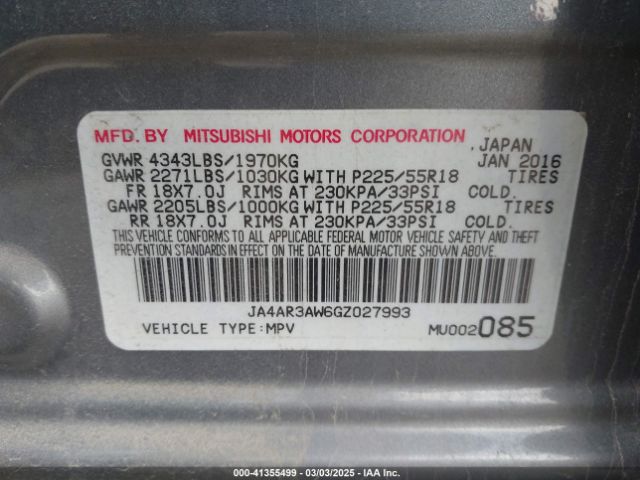 MFD. BY MITSUBISHI MOTORS CORPORATION, JAPAN
GVWR 4343LBS/1970KG JAN 2016
GAWR 2271LBS/1030KG WITH P225/55R18 TIRES
FR 18X7.0J RIMS AT 230KPA/33PSI COLD.
GAWR 2205LBS/1000KG WITH P225/55R18 TIRES
RR 18X7.0J RIMS AT 230KPA/33PSI COLD.
THIS VEHICLE CONFORMS TO ALL APPLICABLE FEDERAL MOTOR VEHICLE SAFETY AND THEFT
PREVENTION STANDARDS IN EFFECT ON THE DATE OF MANUFACTURE SHOWN ABOVE.
JA4AR3AW6GZ027993
VEHICLE TYPE:MPV MU002085
00-41355499 - 03/03/2025 - IAA Inc. Copyright